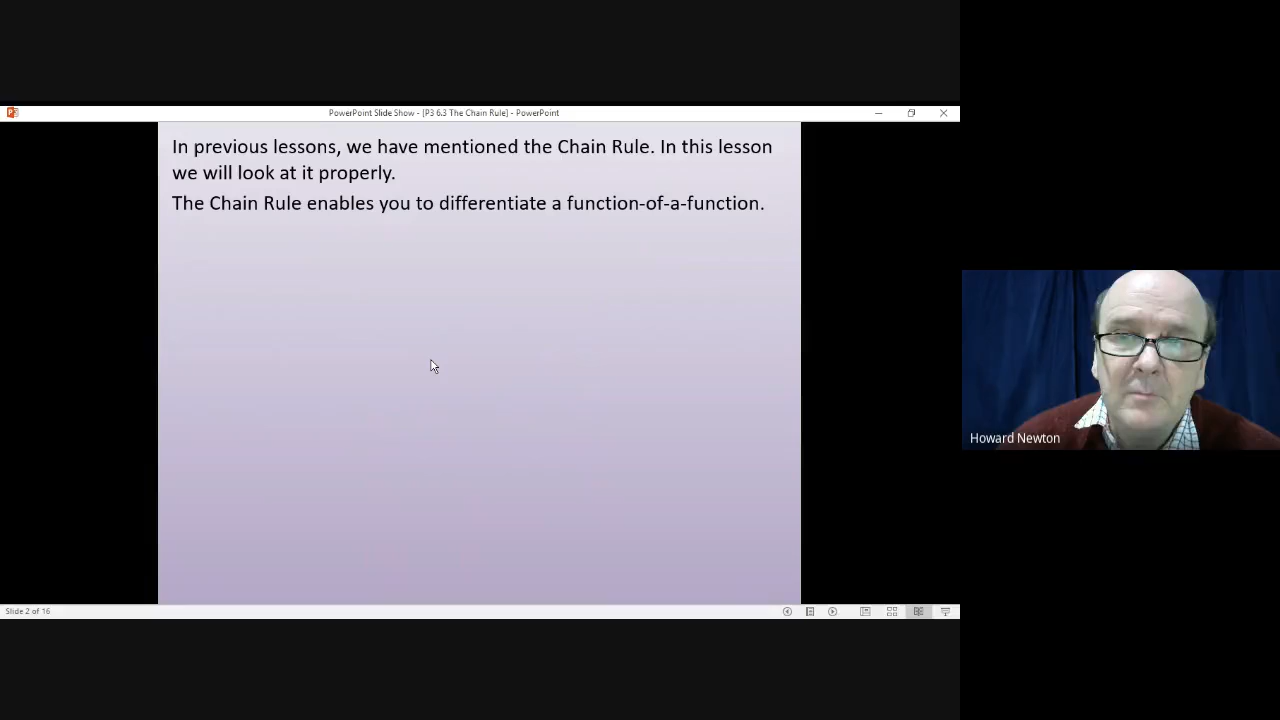 PowerPoint Slide Show - [P3 6.3 The Chain Rule] - PowerPoint
In previous lessons, we have mentioned the Chain Rule. In this lesson
we will look at it properly.
The Chain Rule enables you to differentiate a function-of-a-function.
Howard Newton
Slide 2 of 16